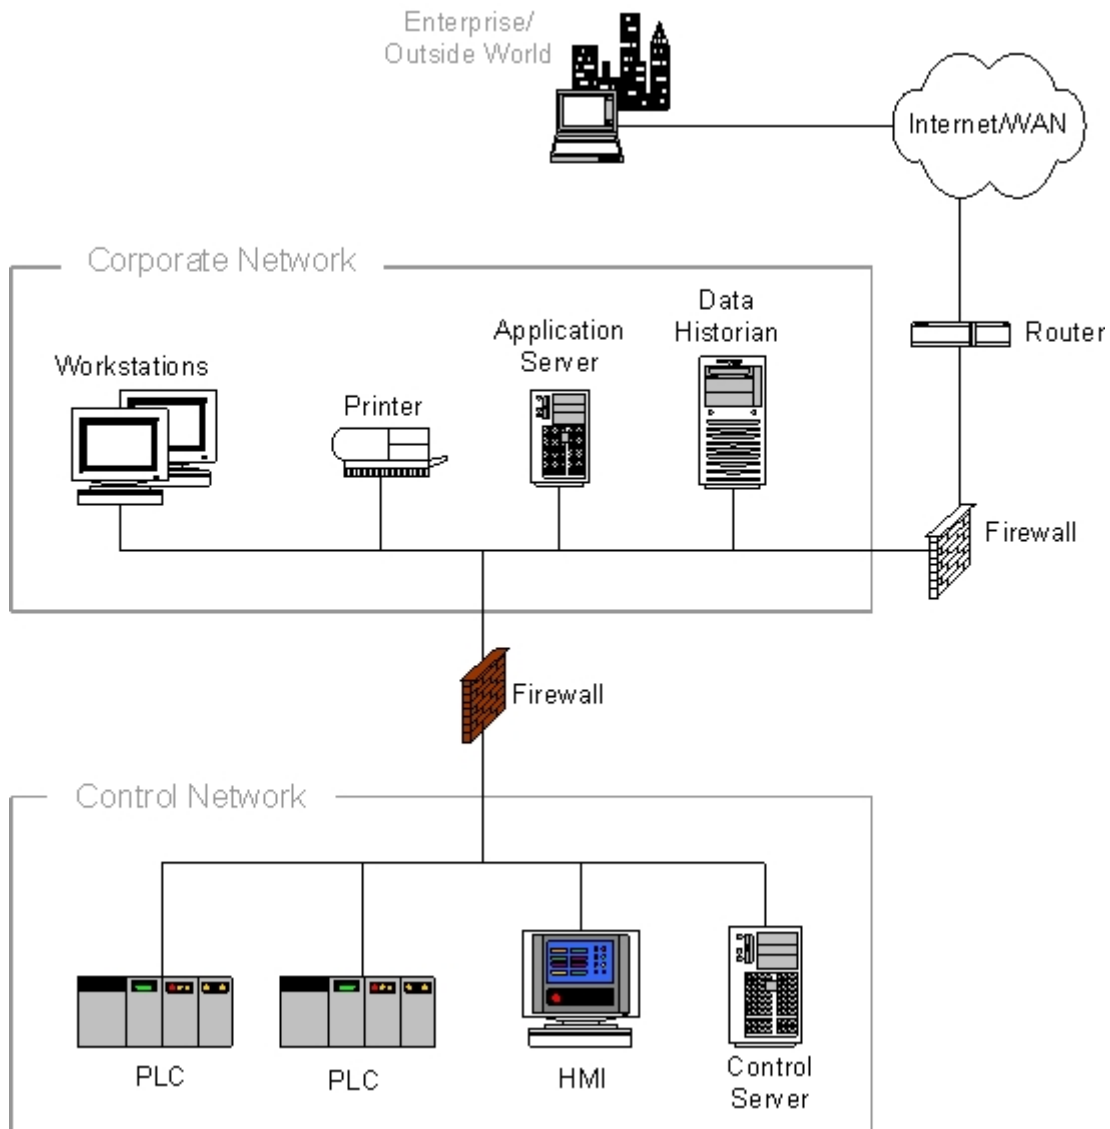 Enterprise/
Outside World
Internet/WAN
Corporate Network
Data
Historian
Application
Server
Router
Workstations
Printer
Firewall
Firewall
Control Network
PLC
PLC
HMI
Control
Server